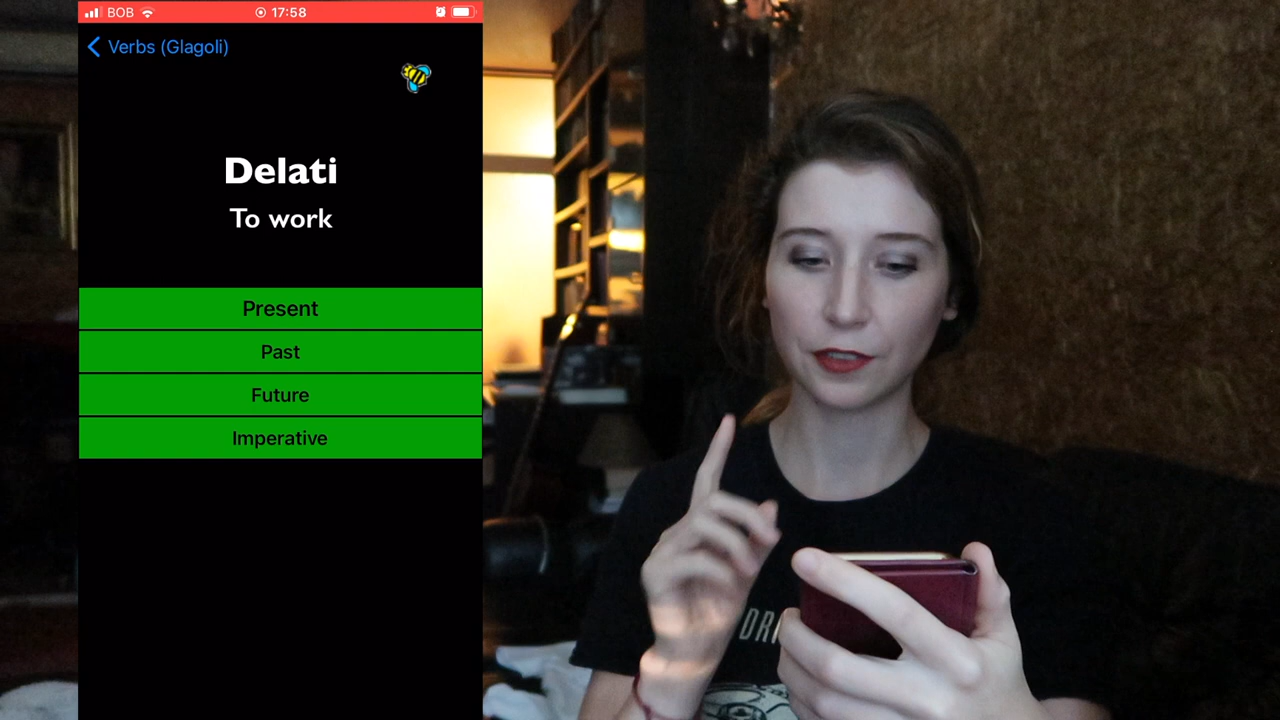 BOB 17:58
Verbs (Glagoli)
Delati
To work
Present
Past
Future
Imperative